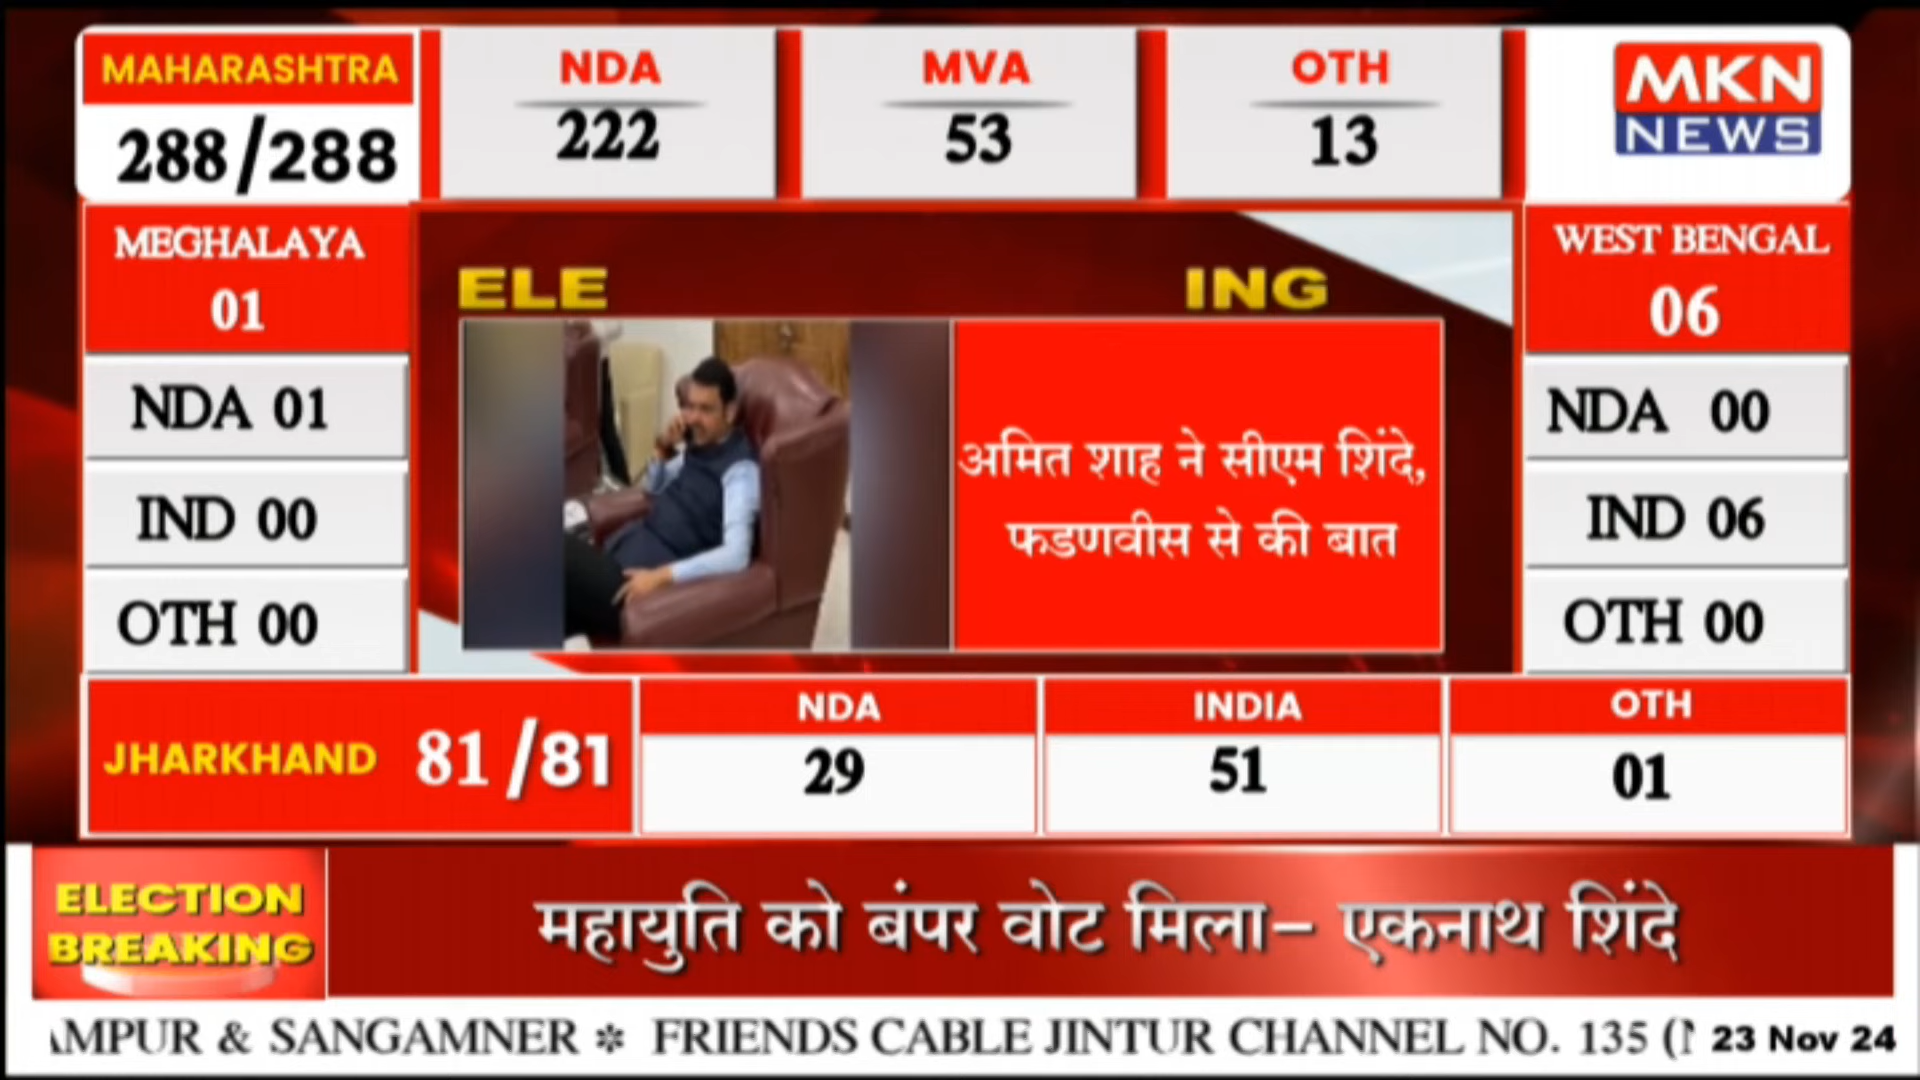 MAHARASHTRA
288/288
NDA
222
MVA
53
OTH
13
MKN
NEWS
MEGHALAYA
01
NDA 01
IND 00
OTH 00
ELE ING
अमित शाह ने सीएम शिंदे,
फडणवीस से की बात
WEST BENGAL
06
NDA 00
IND 06
OTH 00
JHARKHAND 81/81
NDA
29
INDIA
51
OTH
01
ELECTION
BREAKING
महायुति को बंपर वोट मिला- एकनाथ शिंदे
AMPUR & SANGAMNER * FRIENDS CABLE JINTUR CHANNEL NO. 135 (
23 Nov 24